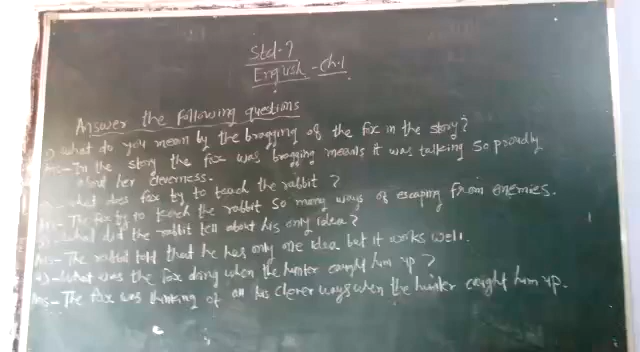 Std-7
English - Ch.1
Answer the following questions
1) What do you mean by the bragging of the fox in the story?
Ans - In the story the fox was bragging means it was talking so proudly
about her cleverness.
what does fox try to teach the rabbit?
Ans - The fox try to teach the rabbit so many ways of escaping from enemies.
3) What did the rabbit tell about his only idea?
Ans - The rabbit told that he has only one idea but it works well.
4) - What was the fox doing when the hunter caught him up?
Ans - The fox was thinking of all his clever ways when the hunter caught him up.